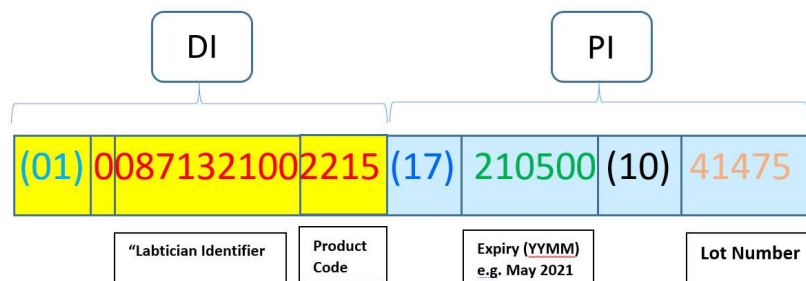 DI
PI
(01) 00871321002215 (17) 210500 (10) 41475
"Labtician Identifier
Product
Code
Expiry (YYMM)
e.g. May 2021
Lot Number